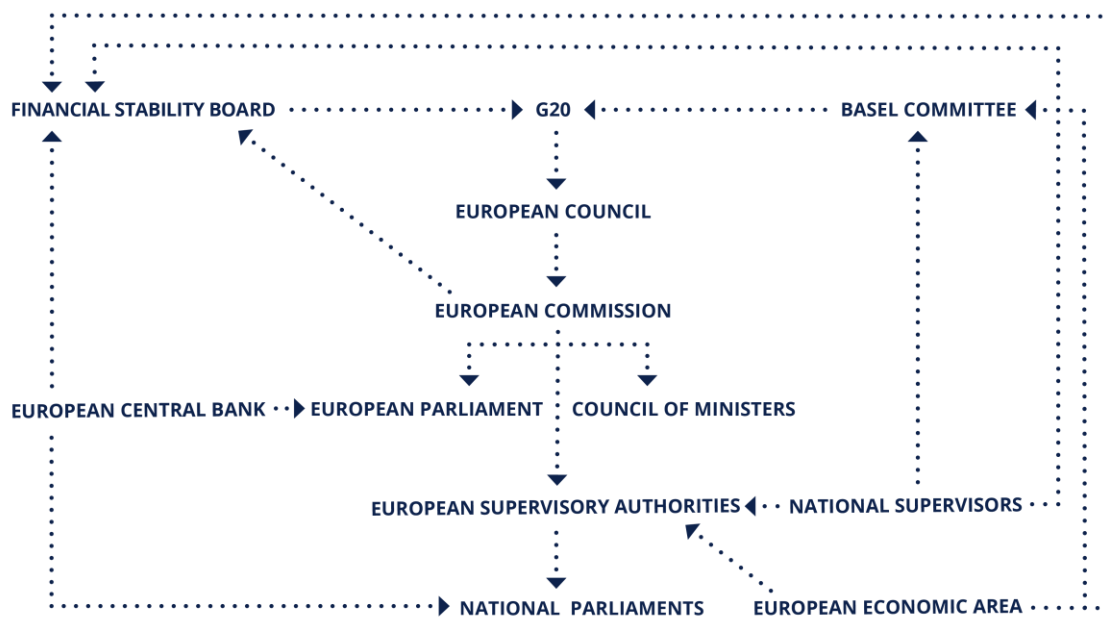 FINANCIAL STABILITY BOARD
G20
BASEL COMMITTEE
EUROPEAN COUNCIL
EUROPEAN COMMISSION
EUROPEAN CENTRAL BANK
EUROPEAN PARLIAMENT
COUNCIL OF MINISTERS
EUROPEAN SUPERVISORY AUTHORITIES
NATIONAL SUPERVISORS
NATIONAL PARLIAMENTS
EUROPEAN ECONOMIC AREA